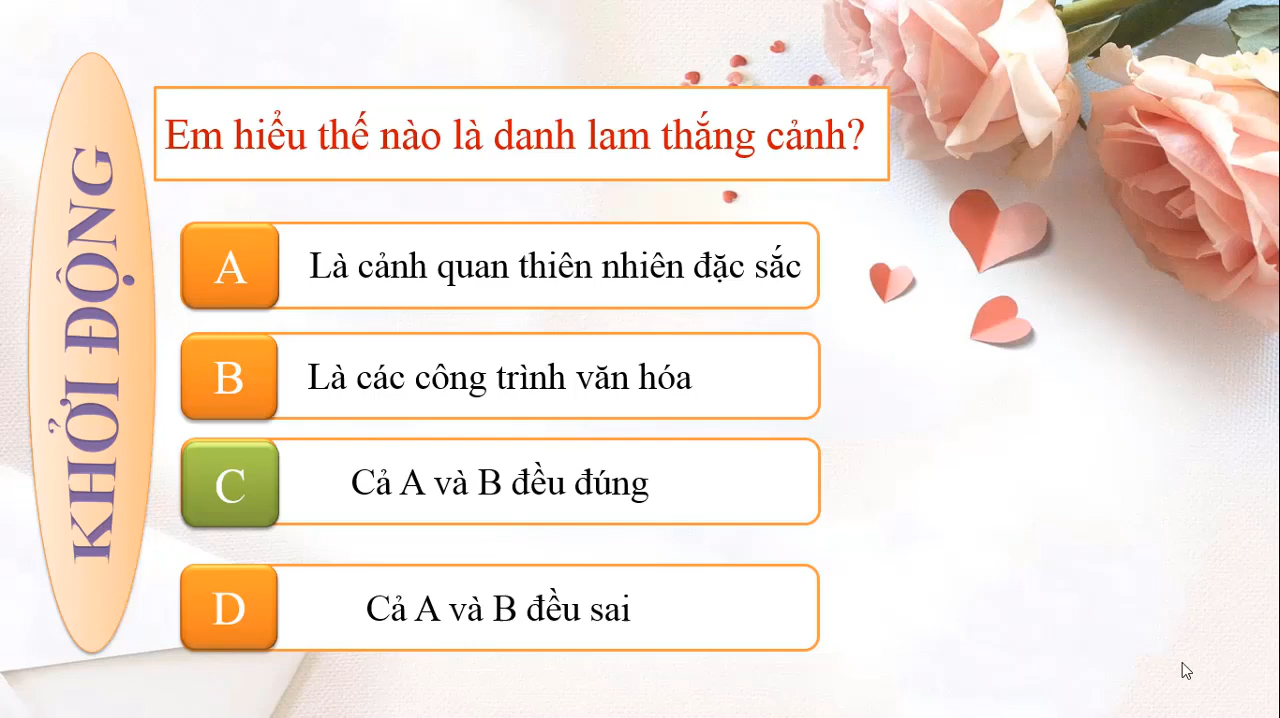 KHỞI ĐỘNG
Em hiểu thế nào là danh lam thắng cảnh?
A Là cảnh quan thiên nhiên đặc sắc
B Là các công trình văn hóa
C Cả A và B đều đúng
D Cả A và B đều sai